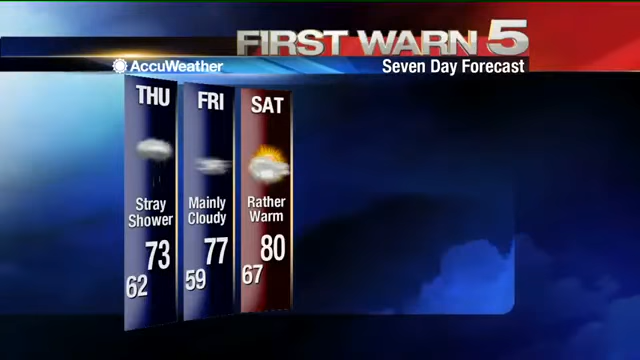 FIRST WARN 5
AccuWeather
Seven Day Forecast
THU
Stray
Shower
73
62
FRI
Mainly
Cloudy
77
59
SAT
Rather
Warm
80
67